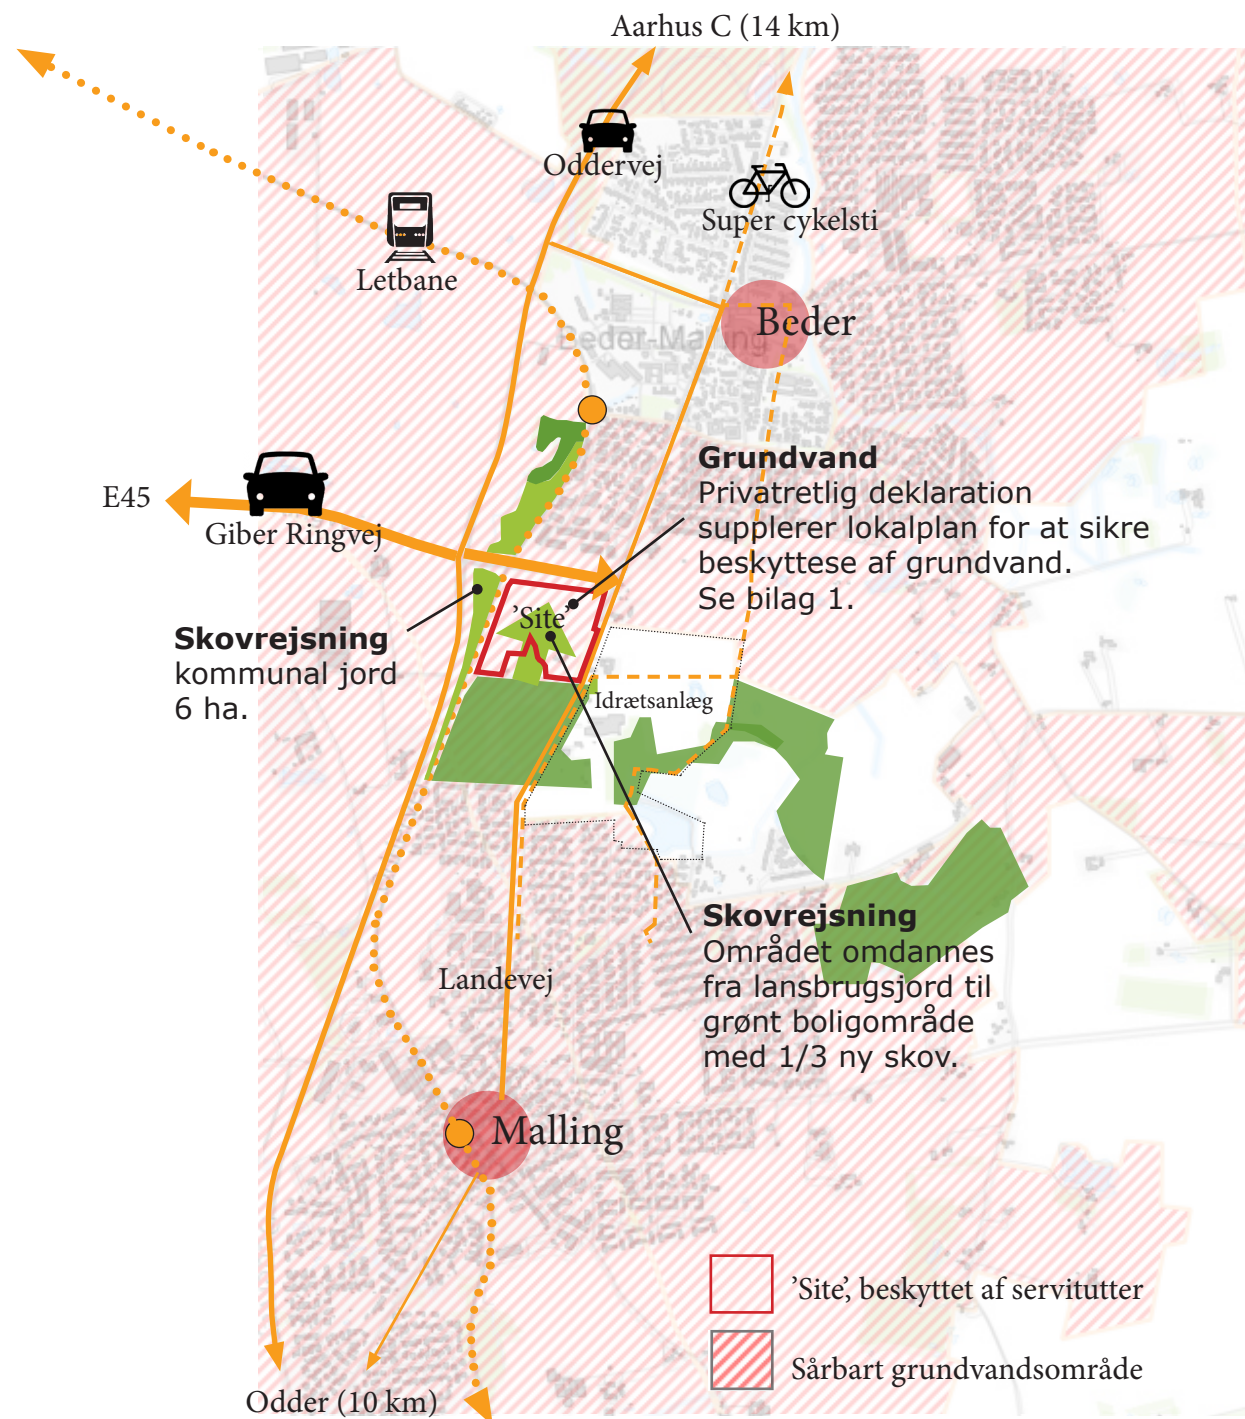 Aarhus C (14 km)
Oddervej
Super cykelsti
Letbane
Beder
Beder-Malling
E45
Giber Ringvej
Grundvand
Privatretlig deklaration
supplerer lokalplan for at sikre
beskyttese af grundvand.
Se bilag 1.
’Site’
Skovrejsning
kommunal jord
6 ha.
Idrætsanlæg
Skovrejsning
Området omdannes
fra lansbrugsjord til
grønt boligområde
med 1/3 ny skov.
Landevej
Malling
’Site’, beskyttet af servitutter
Sårbart grundvandsområde
Odder (10 km)